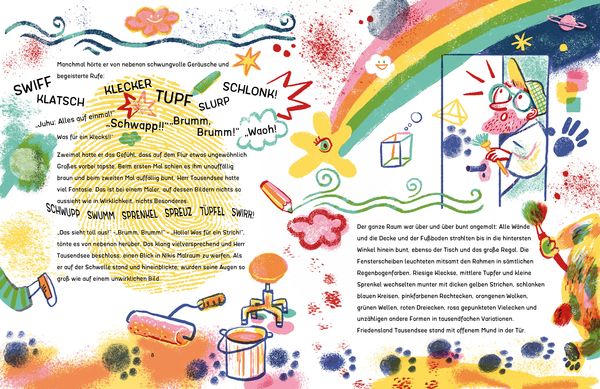 Manchmal hörte er von nebenan schwungvolle Geräusche und
begeisterte Rufe:
SWIFF
KLATSCH
KLECKER
TUPF
SLURP
SCHLONK!
„Juhu: Alles auf einmal!“
„Schwapp!!“
„Brumm,
Brumm!“
„Waoh!
Was für ein Klecks!!“
Zweimal hatte er das Gefühl, dass auf dem Flur etwas ungewöhnlich
Großes vorbei tapste. Beim ersten Mal schien es ihm unauffällig
braun und beim zweiten Mal auffällig bunt. Herr Tausendsee hatte
viel Fantasie. Das ist bei einem Maler, auf dessen Bildern nichts so
aussieht wie in Wirklichkeit, nichts Besonderes.
SCHWUPP SWUMM SPRENKEL SPREUZ TUPFEL SWIRR!
„Das sieht toll aus!“ -„Brumm, Brumm!“ - „Hollei! Was für ein Strich!“,
tönte es von nebenan herüber. Das klang vielversprechend und Herr
Tausendsee beschloss, einen Blick in Nikis Malraum zu werfen. Als
er auf der Schwelle stand und hineinblickte, wurden seine Augen so
groß wie auf einem unwirklichen Bild.
Der ganze Raum war über und über bunt angemalt: Alle Wände
und die Decke und der Fußboden strahlten bis in die hintersten
Winkel hinein bunt, ebenso der Tisch und das große Regal. Die
Fensterscheiben leuchteten mitsamt den Rahmen in sämtlichen
Regenbogenfarben. Riesige Kleckse, mittlere Tupfer und kleine
Sprenkel wechselten munter mit dicken gelben Strichen, schlanken
blauen Kreisen, pinkfarbenen Rechtecken, orangenen Wolken,
grünen Wellen, roten Dreiecken, rosa gepunkteten Vielecken und
unzähligen andere Formen in tausendfachen Variationen.
Friedensland Tausendsee stand mit offenem Mund in der Tür.